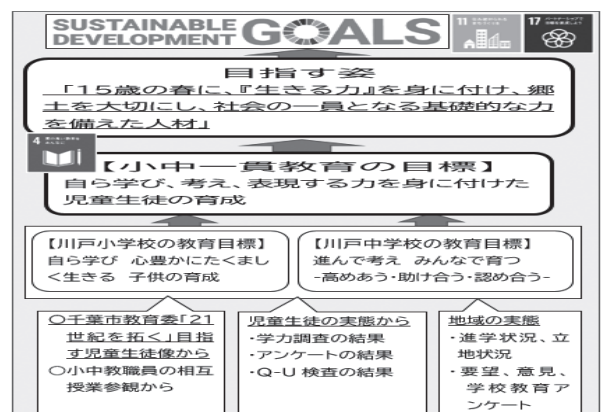 SUSTAINABLE
DEVELOPMENT
GOALS
11
17
目指す姿
「15歳の春に、『生きる力』を身に付け、郷
土を大切にし、社会の一員となる基礎的な力
を備えた人材」
4
【小中一貫教育の目標】
自ら学び、考え、表現する力を身に付けた
児童生徒の育成
【川戸小学校の教育目標】
自ら学び 心豊かにたくまし
く生きる 子供の育成
【川戸中学校の教育目標】
進んで考え みんなで育つ
-高めあう・助け合う・認め合う-
○千葉市教育委「21
世紀を拓く」目指
す児童生徒像から
○小中教職員の相互
授業参観から
児童生徒の実態から
・学力調査の結果
・アンケートの結果
・Q-U 検査の結果
地域の実態
・進学状況、立
地状況
・要望、意見、
学校教育ア
ンケート